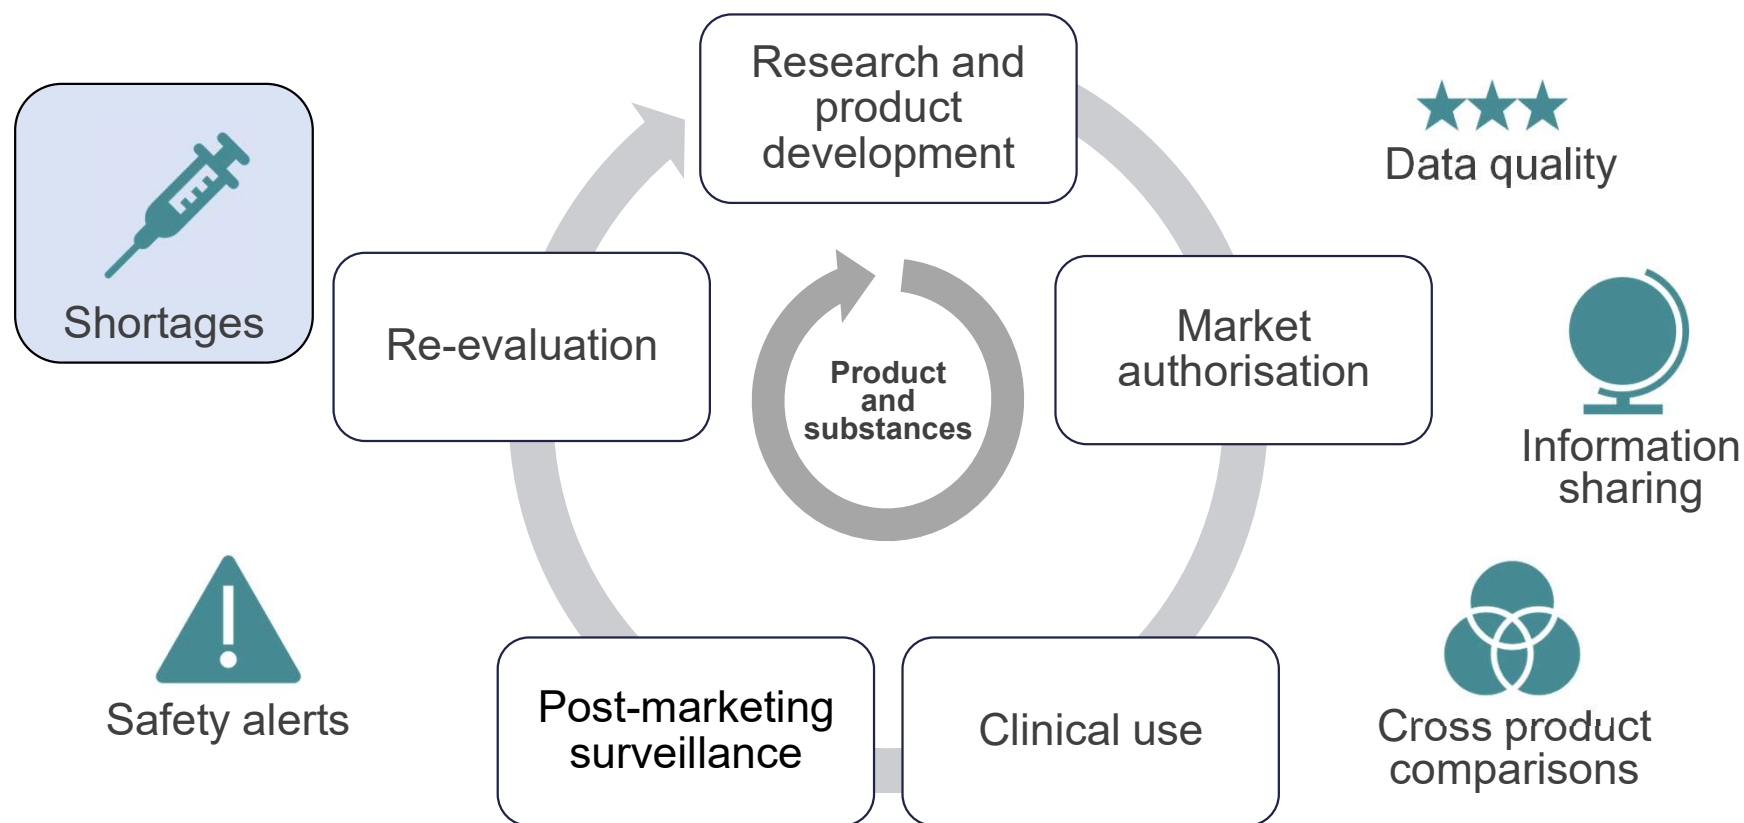 Research and
product
development
Data quality
Shortages
Re-evaluation
Market
authorisation
Product
and
substances
Information
sharing
Safety alerts
Post-marketing
surveillance
Clinical use
Cross product
comparisons